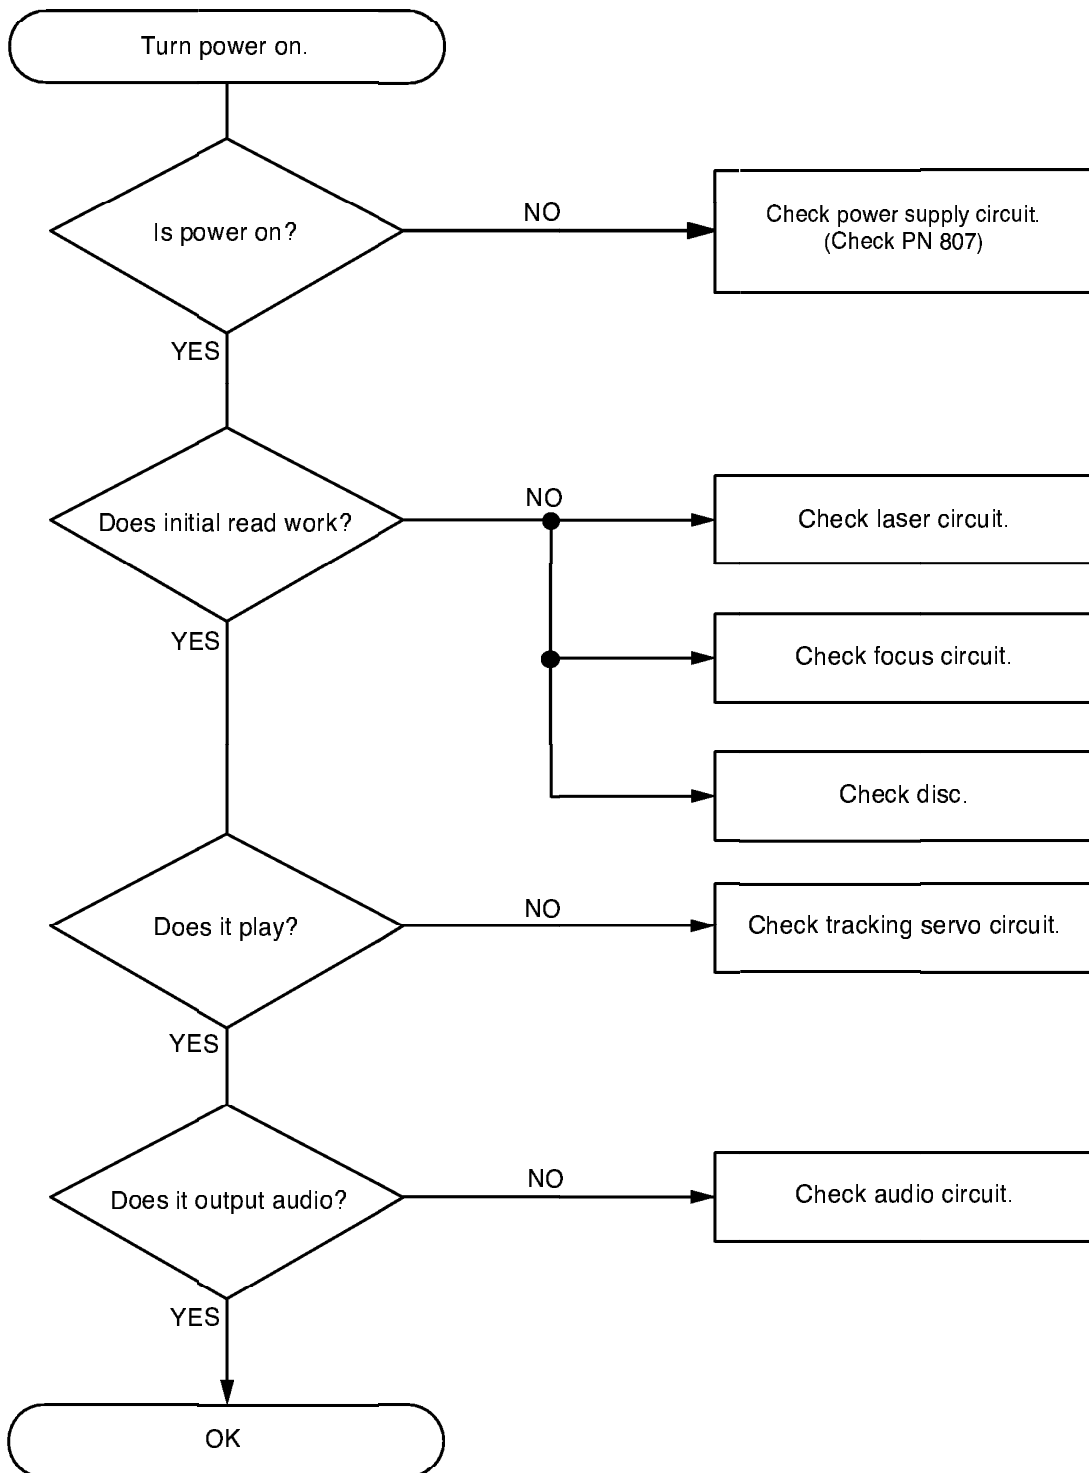 Turn power on.
Is power on?
NO
Check power supply circuit.
(Check PN 807)
YES
Does initial read work?
NO
Check laser circuit.
YES
Check focus circuit.
Check disc.
Does it play?
NO
Check tracking servo circuit.
YES
Does it output audio?
NO
Check audio circuit.
YES
OK